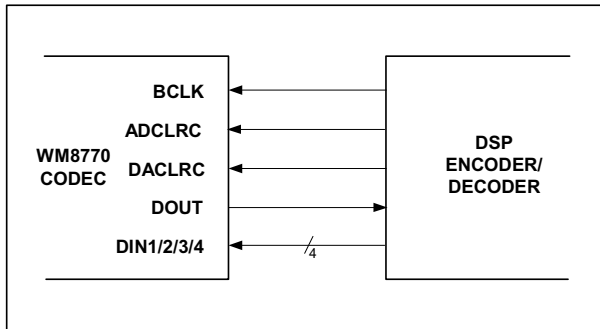 BCLK
ADCLRC
WM8770
CODEC
DACLRC
DOUT
DIN1/2/3/4
4
DSP
ENCODER/
DECODER